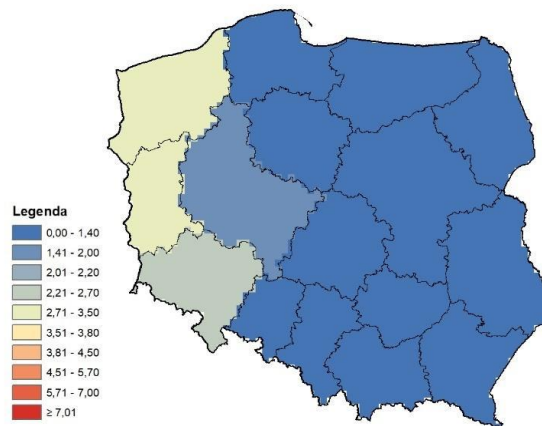 Legenda
0,00 - 1,40
1,41 - 2,00
2,01 - 2,20
2,21 - 2,70
2,71 - 3,50
3,51 - 3,80
3,81 - 4,50
4,51 - 5,70
5,71 - 7,00
≥ 7,01